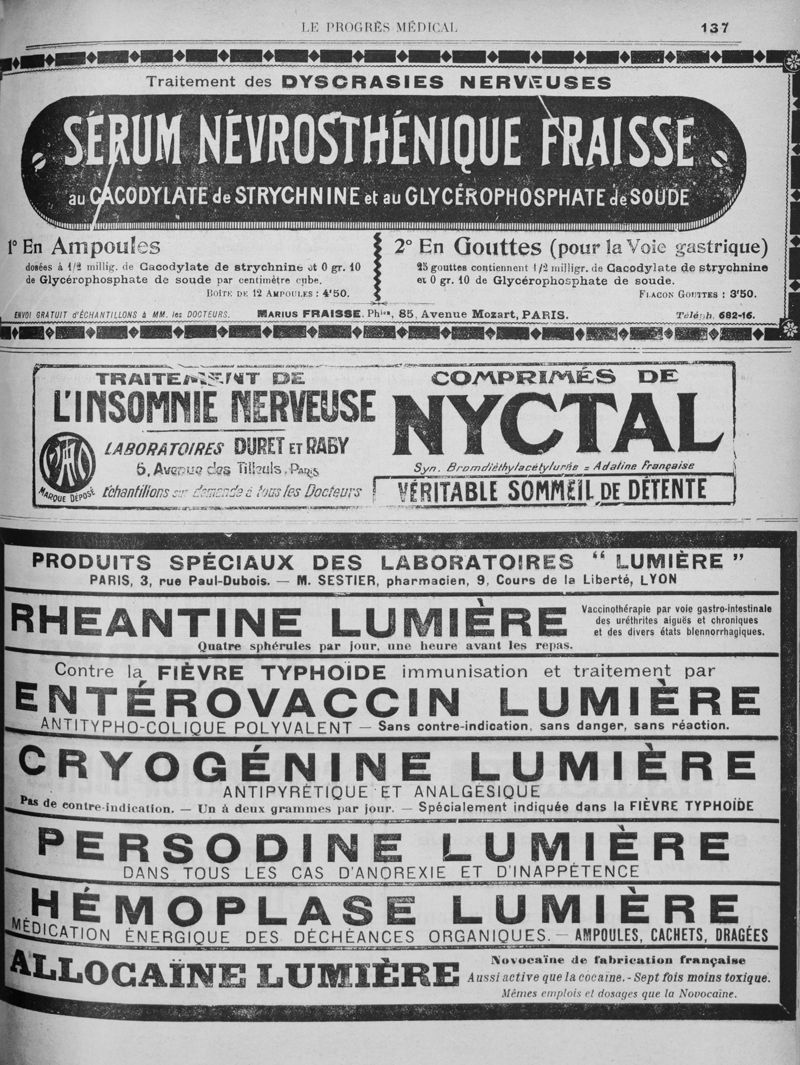 LE PROGRÈS MÉDICAL
137
Traitement des DYSCRASIES NERVEUSES
SÉRUM NÉVROSTHÉNIQUE FRAISSE
au CACODYLATE de STRYCHNINE et au GLYCÉROPHOSPHATE de SOUDE
1º En Ampoules
dosées à 1/2 millig. de Cacodylate de strychnine et 0 gr. 10
de Glycérophosphate de soude par centimètre cube.
BOÎTE DE 12 AMPOULES : 4'50.
2º En Gouttes (pour la Voie gastrique)
25 gouttes contiennent 1/2 milligr. de Cacodylate de strychnine
et 0 gr. 10 de Glycérophosphate de soude.
FLACON GOUTTES : 3'50.
ENVOI GRATUIT d'ÉCHANTILLONS à MM. les DOCTEURS.
MARIUS FRAISSE, Phien, 85, Avenue Mozart, PARIS.
Téléph. 682-16.
TRAITEMENT DE
L'INSOMNIE NERVEUSE
LABORATOIRES DURET ET RABY
5, Avenue des Tilleuls, PARIS
MARQUE DÉPOSÉ
Échantillons sur demande à tous les Docteurs
COMPRIMÉS DE
NYCTAL
Syn. Bromdiéthylacétylurée = Adaline Française
VÉRITABLE SOMMEIL DE DÉTENTE
PRODUITS SPÉCIAUX DES LABORATOIRES “ LUMIÈRE ”
PARIS, 3, rue Paul-Dubois. — M. SESTIER, pharmacien, 9, Cours de la Liberté, LYON
RHEANTINE LUMIÈRE
Vaccinothérapie par voie gastro-intestinale
des uréthrites aiguës et chroniques
et des divers états blennorrhagiques.
Quatre sphérules par jour, une heure avant les repas.
Contre la FIÈVRE TYPHOÏDE immunisation et traitement par
ENTÉROVACCIN LUMIÈRE
ANTITYPHO-COLIQUE POLYVALENT — Sans contre-indication, sans danger, sans réaction.
CRYOGÉNINE LUMIÈRE
ANTIPYRÉTIQUE ET ANALGÉSIQUE
Pas de contre-indication. — Un à deux grammes par jour. — Spécialement indiquée dans la FIÈVRE TYPHOÏDE
PERSODINE LUMIÈRE
DANS TOUS LES CAS D'ANOREXIE ET D'INAPPÉTENCE
HÉMOPLASE LUMIÈRE
MÉDICATION ÉNERGIQUE DES DÉCHÉANCES ORGANIQUES. — AMPOULES, CACHETS, DRAGÉES
ALLOCAÏNE LUMIÈRE
Novocaïne de fabrication française
Aussi active que la cocaïne. - Sept fois moins toxique.
Mêmes emplois et dosages que la Novocaïne.